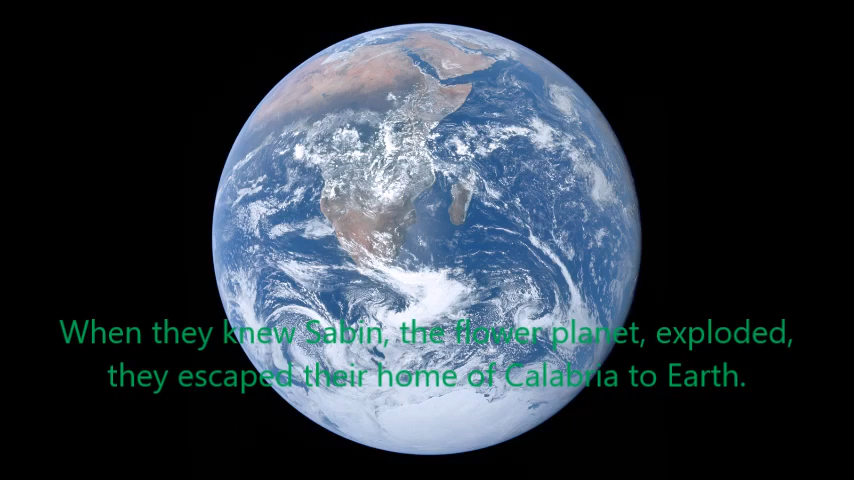 When they knew Sabin, the flower planet, exploded,
they escaped their home of Calabria to Earth.